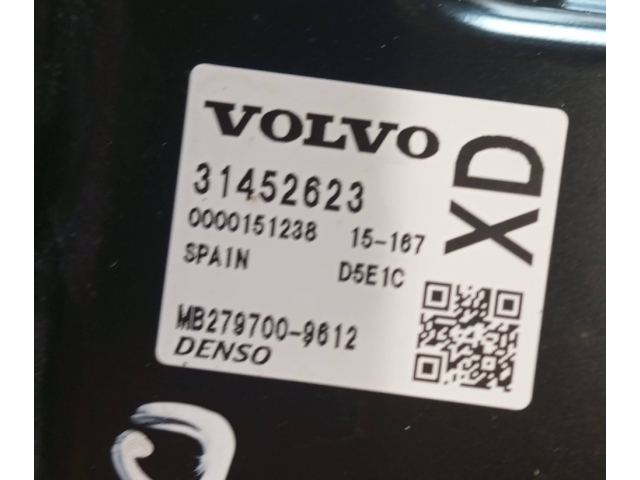 VOLVO
31452623
0000151238 15-167
SPAIN D5E1C
MB279700-9612
DENSO
XD